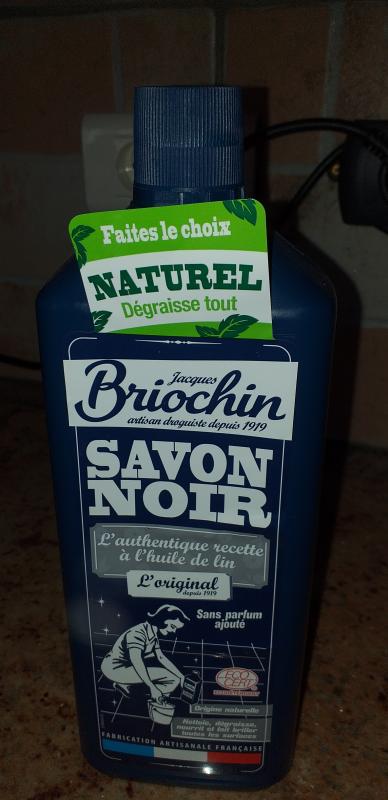 Faites le choix
NATUREL
Dégraisse tout
Jacques
Briochin
artisan droguiste depuis 1919
SAVON
NOIR
L'authentique recette
à l'huile de lin
L'original
depuis 1919
Sans parfum
ajouté
ECO
CERT
Origine naturelle
Nettoie, dégraisse,
nourrit et fait briller
toutes les surfaces
FABRICATION ARTISANALE FRANÇAISE